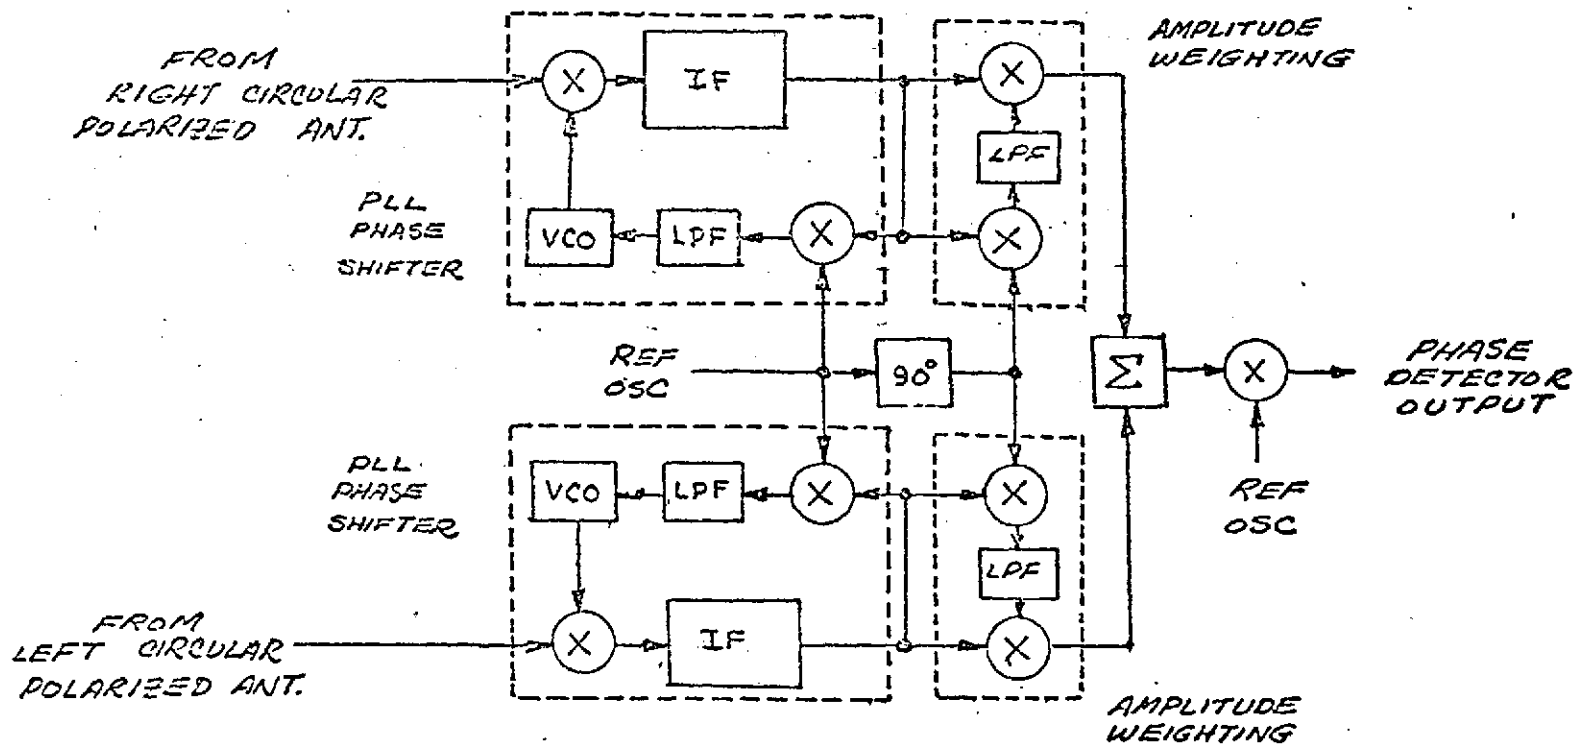 AMPLITUDE
WEIGHTING
FROM
RIGHT CIRCULAR
POLARIZED ANT.
X
IF
X
LPF
PLL
PHASE
SHIFTER
VCO
LPF
X
X
REF
OSC
90°
Σ
X
PHASE
DETECTOR
OUTPUT
REF
OSC
PLL
PHASE
SHIFTER
VCO
LPF
X
X
LPF
FROM
LEFT CIRCULAR
POLARIZED ANT.
X
IF
X
AMPLITUDE
WEIGHTING